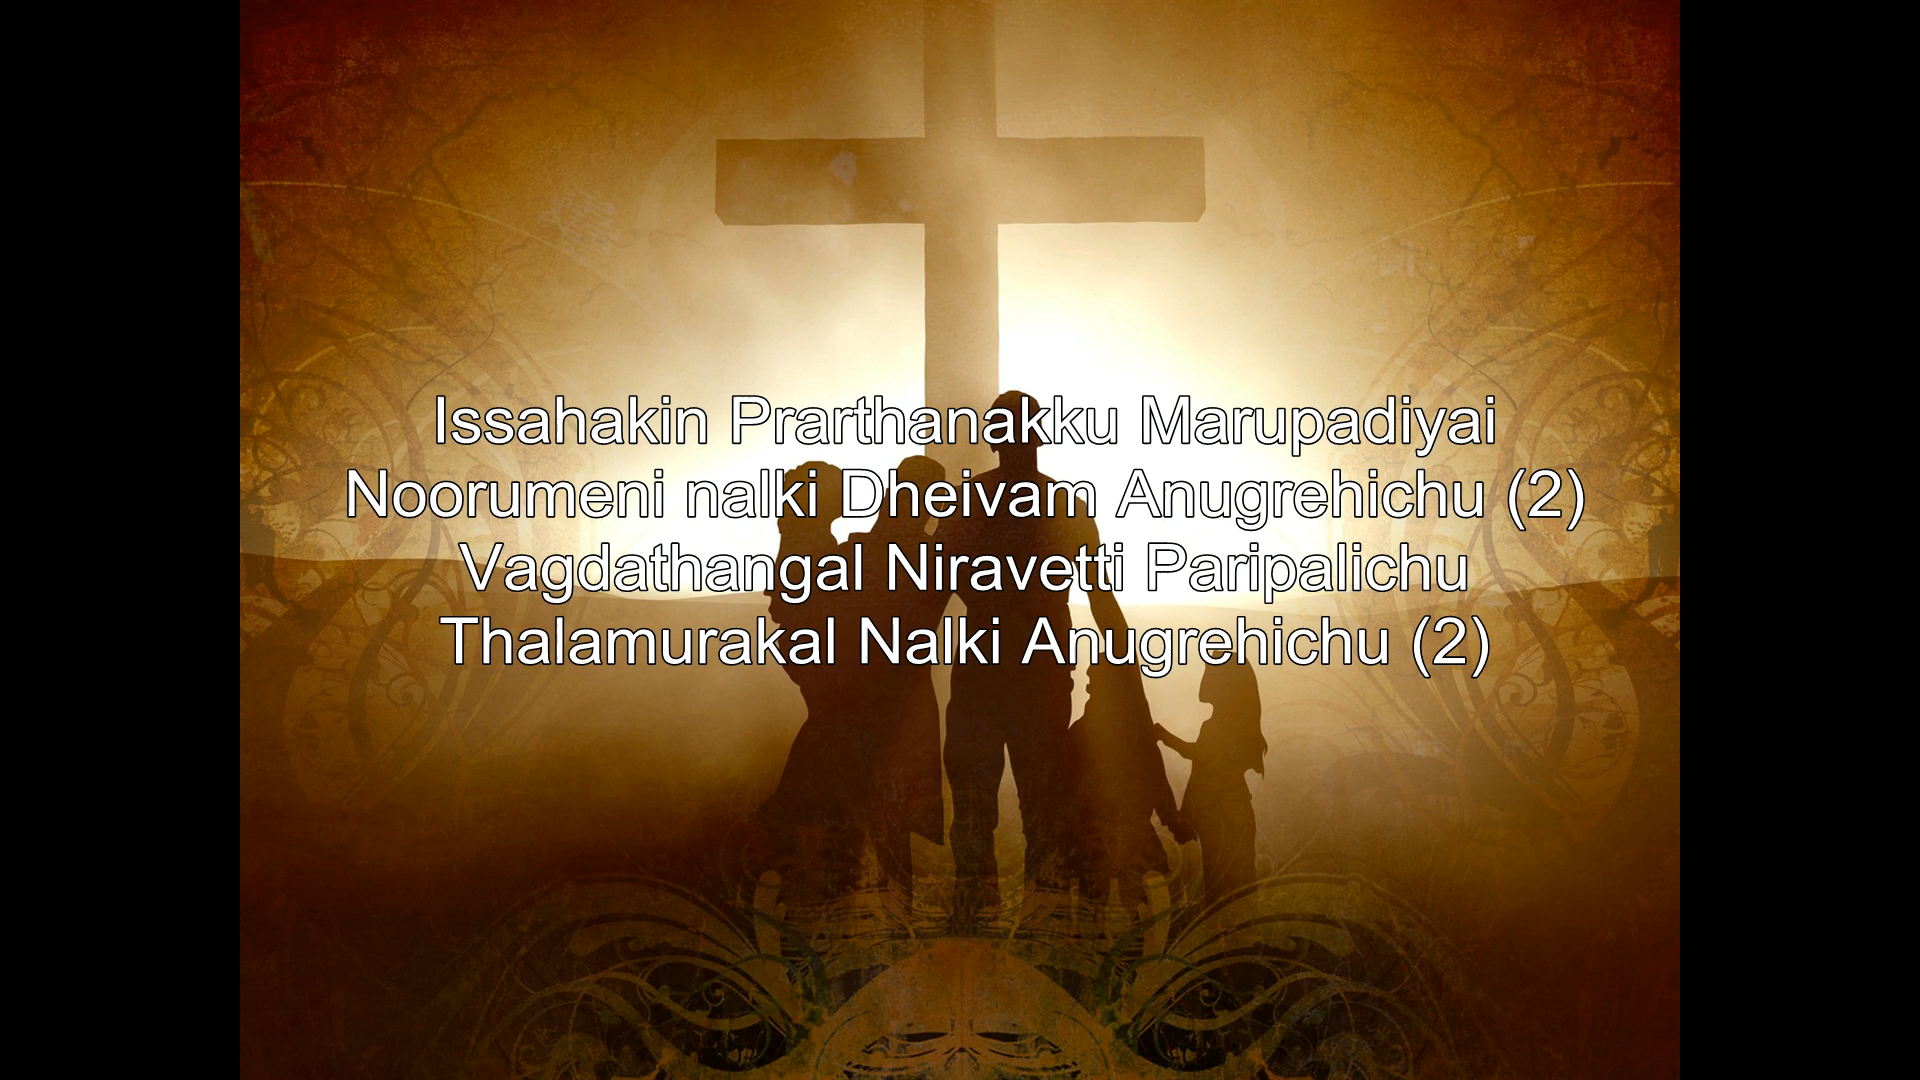 Issahakin Prarthanakku Marupadiyai
Noorumeni nalki Dheivam Anugrehichu (2)
Vagdathangal Niravetti Paripalichu
Thalamurakal Nalki Anugrehichu (2)